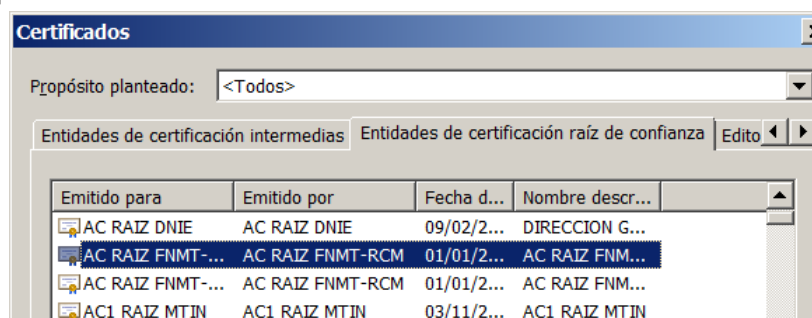 Certificados
Propósito planteado: <Todos>
Entidades de certificación intermedias Entidades de certificación raíz de confianza Edito
Emitido para Emitido por Fecha d... Nombre descr...
AC RAIZ DNIE AC RAIZ DNIE 09/02/2... DIRECCION G...
AC RAIZ FNMT-... AC RAIZ FNMT-RCM 01/01/2... AC RAIZ FNM...
AC RAIZ FNMT-... AC RAIZ FNMT-RCM 01/01/2... AC RAIZ FNM...
AC1 RAIZ MTIN AC1 RAIZ MTIN 03/11/2... AC1 RAIZ MTIN